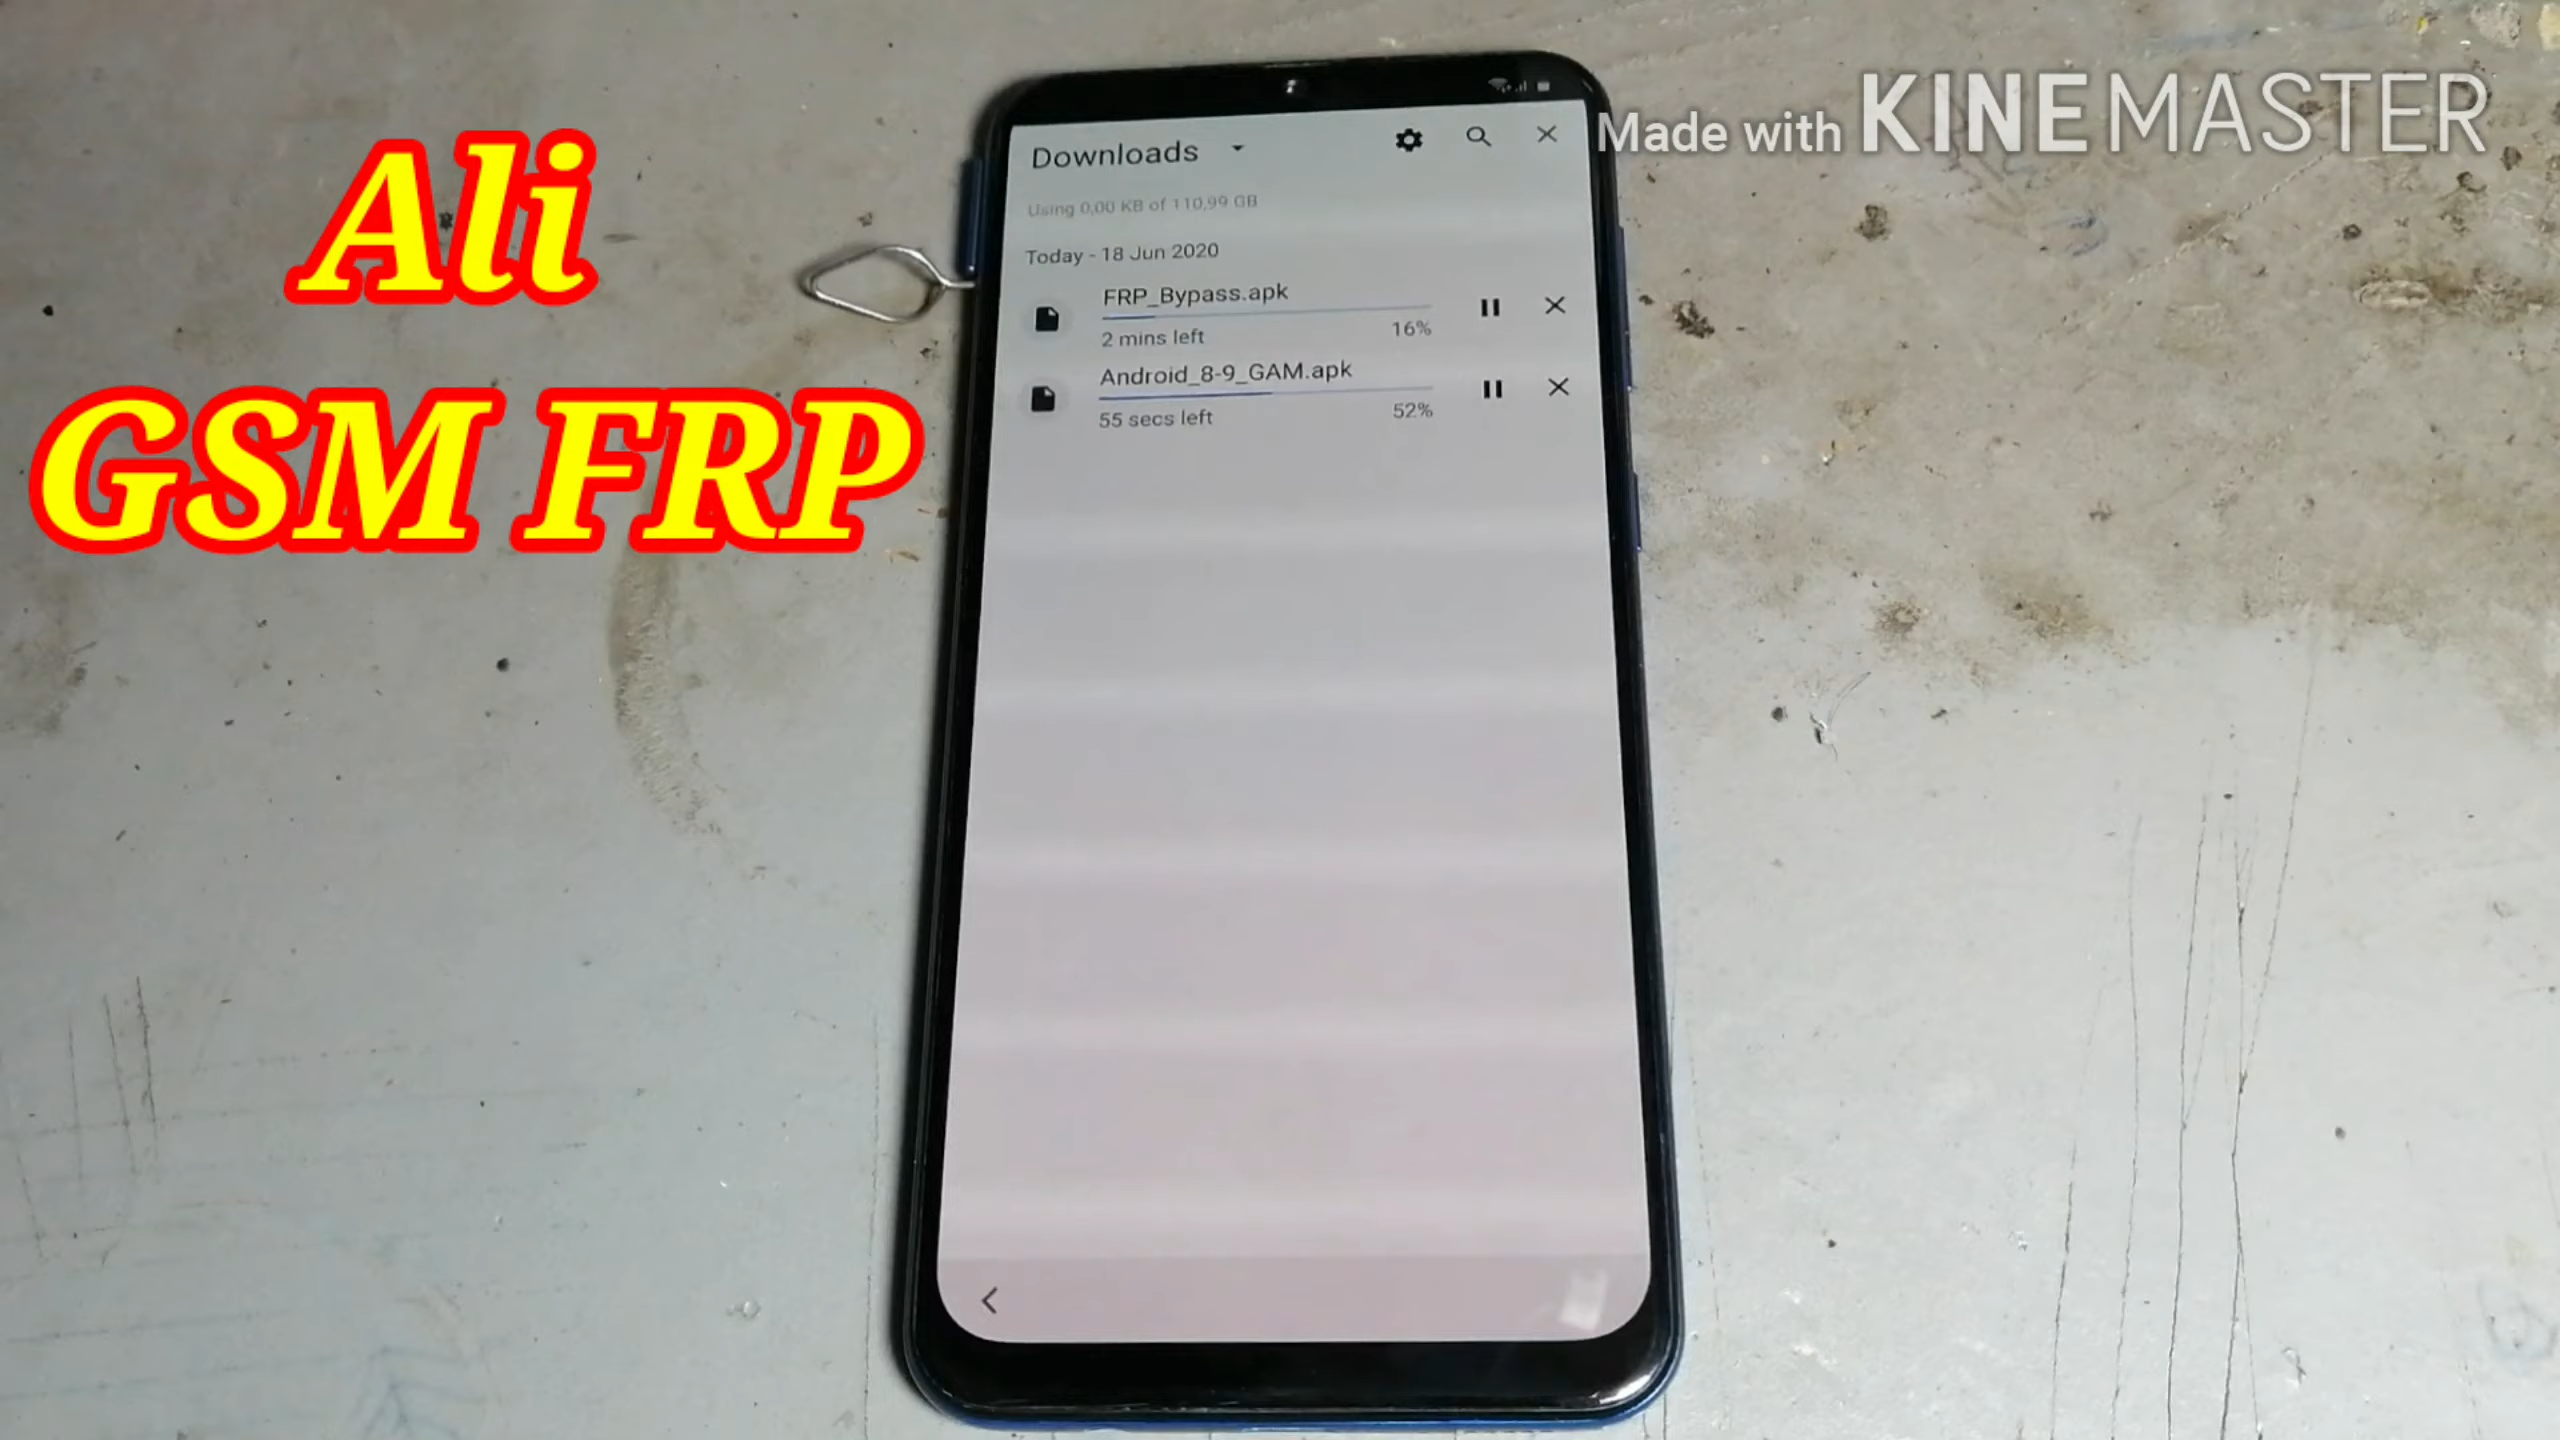 Ali
GSM FRP
Made with KINEMASTER
Downloads
Using 0,00 KB of 110,99 GB
Today - 18 Jun 2020
FRP_Bypass.apk
2 mins left 16%
Android_8-9_GAM.apk
55 secs left 52%